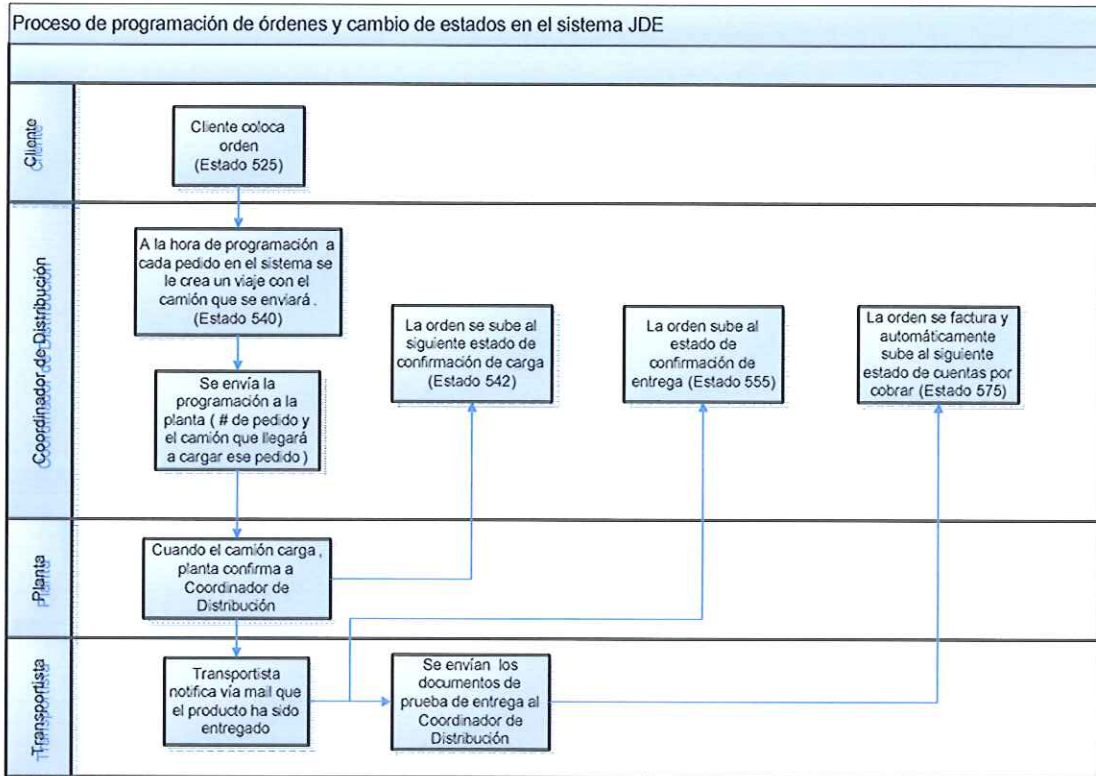 Proceso de programación de órdenes y cambio de estados en el sistema JDE
Cliente
Cliente coloca
orden
(Estado 525)
Coordinador de Distribución
A la hora de programación a
cada pedido en el sistema se
le crea un viaje con el
camión que se enviará.
(Estado 540)
Se envía la
programación a la
planta ( # de pedido y
el camión que llegará
a cargar ese pedido )
La orden se sube al
siguiente estado de
confirmación de carga
(Estado 542)
La orden sube al
estado de
confirmación de
entrega (Estado 555)
La orden se factura y
automáticamente
sube al siguiente
estado de cuentas por
cobrar (Estado 575)
Planta
Cuando el camión carga ,
planta confirma a
Coordinador de
Distribución
Transportista
Transportista
notifica vía mail que
el producto ha sido
entregado
Se envían los
documentos de
prueba de entrega al
Coordinador de
Distribución